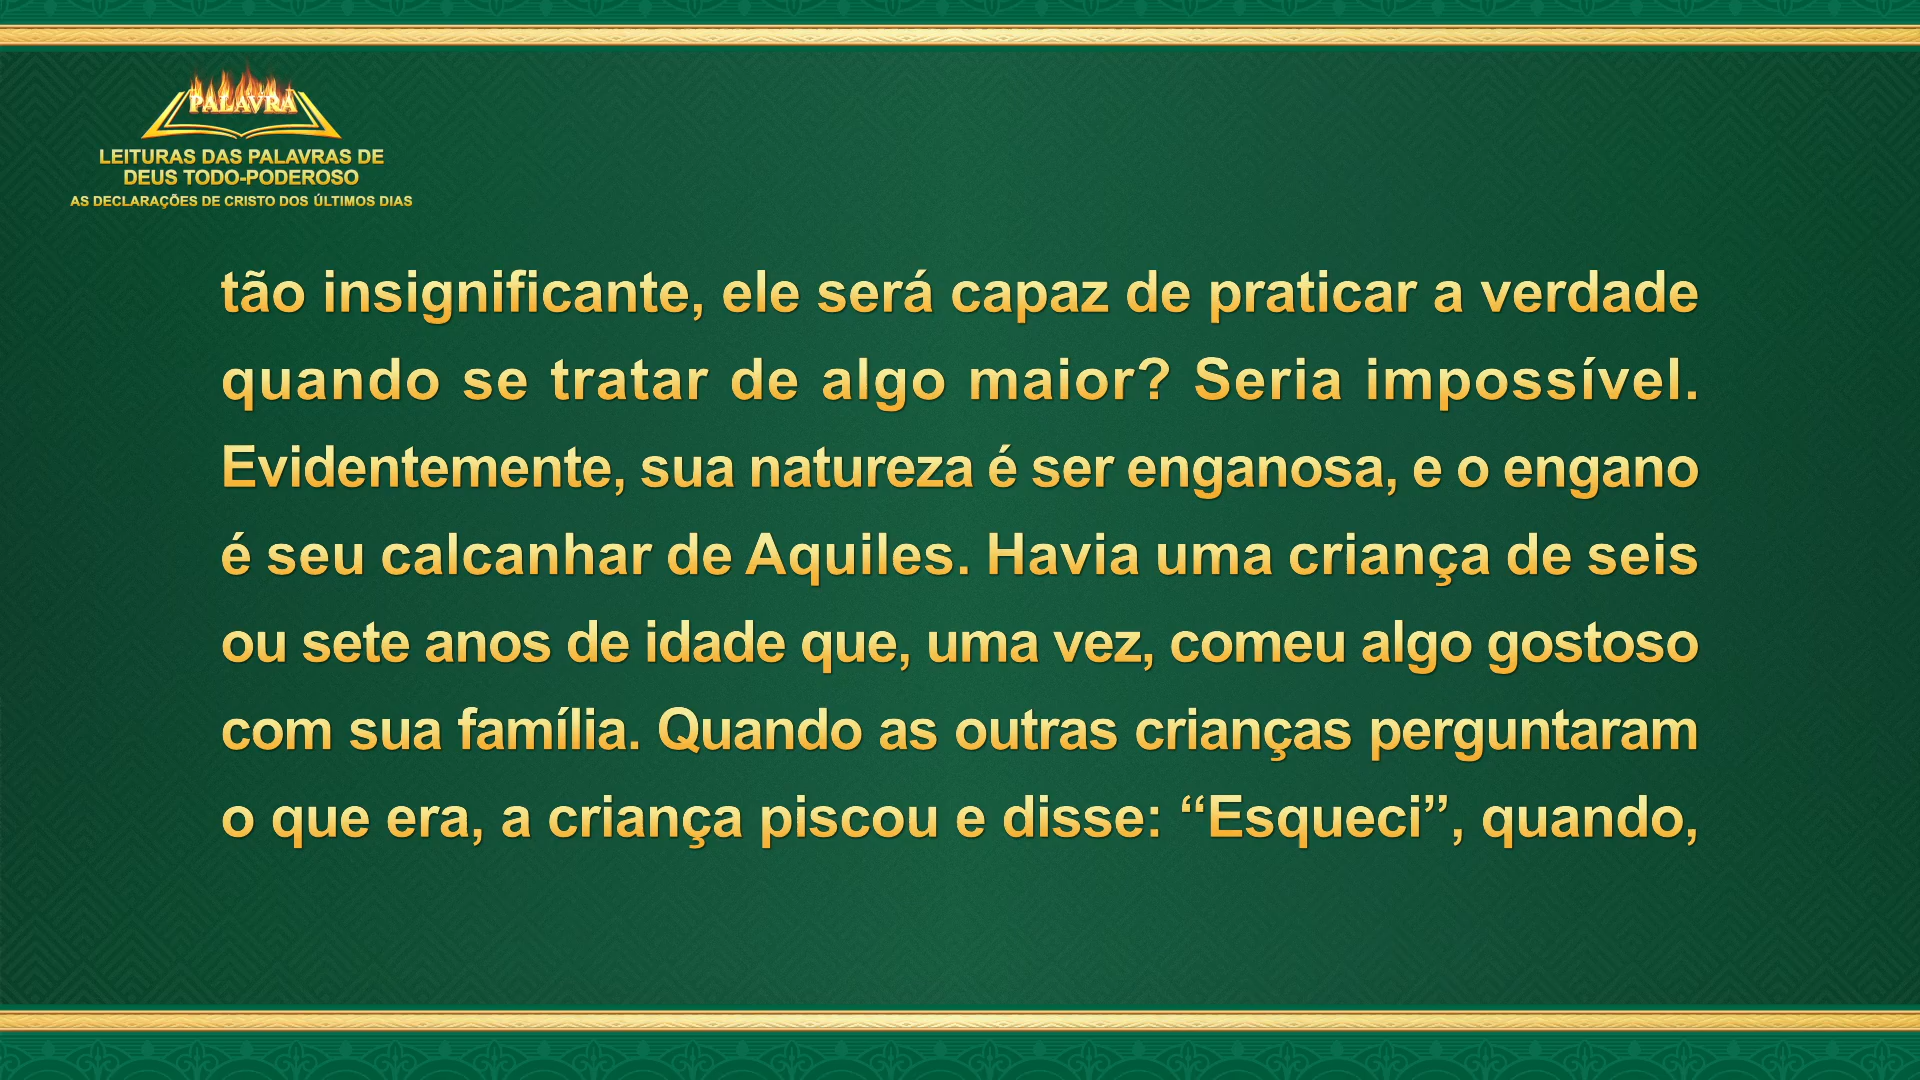 PALAVRA
LEITURAS DAS PALAVRAS DE
DEUS TODO-PODEROSO
AS DECLARAÇÕES DE CRISTO DOS ÚLTIMOS DIAS
tão insignificante, ele será capaz de praticar a verdade
quando se tratar de algo maior? Seria impossível.
Evidentemente, sua natureza é ser enganosa, e o engano
é seu calcanhar de Aquiles. Havia uma criança de seis
ou sete anos de idade que, uma vez, comeu algo gostoso
com sua família. Quando as outras crianças perguntaram
o que era, a criança piscou e disse: “Esqueci”, quando,